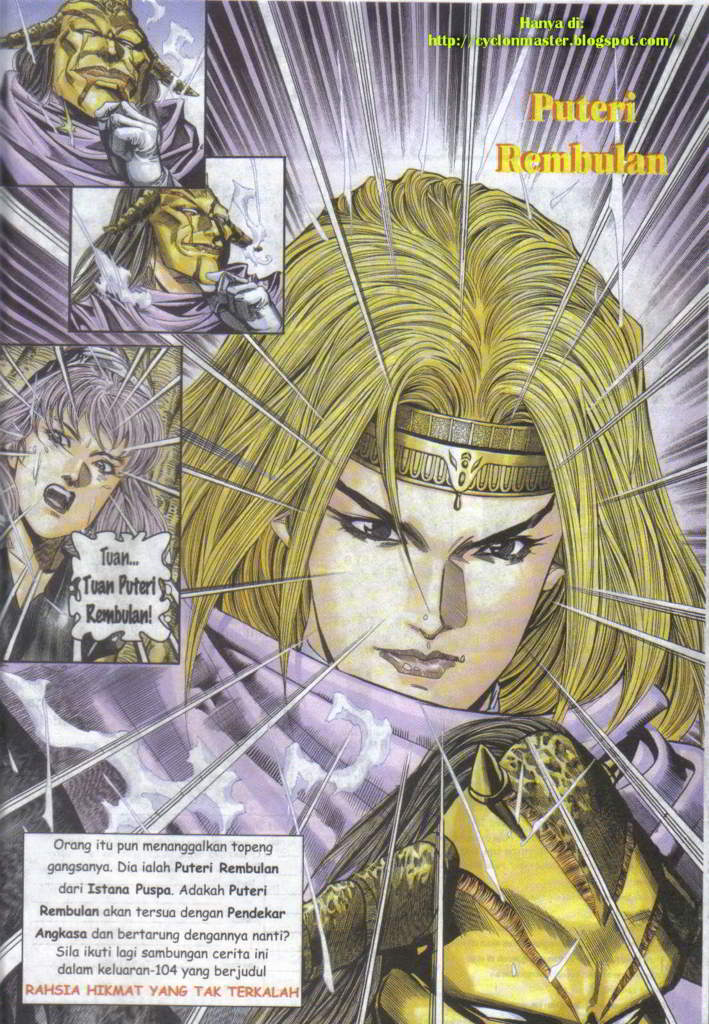 Hanya di:
http://cyclonmaster.blogspot.com/
Puteri
Rembulan
Tuan...
Tuan Puteri
Rembulan!
Orang itu pun menanggalkan topeng
gangsanya. Dia ialah Puteri Rembulan
dari Istana Puspa. Adakah Puteri
Rembulan akan tersua dengan Pendekar
Angkasa dan bertarung dengannya nanti?
Sila ikuti lagi sambungan cerita ini
dalam keluaran-104 yang berjudul
RAHSIA HIKMAT YANG TAK TERKALAH